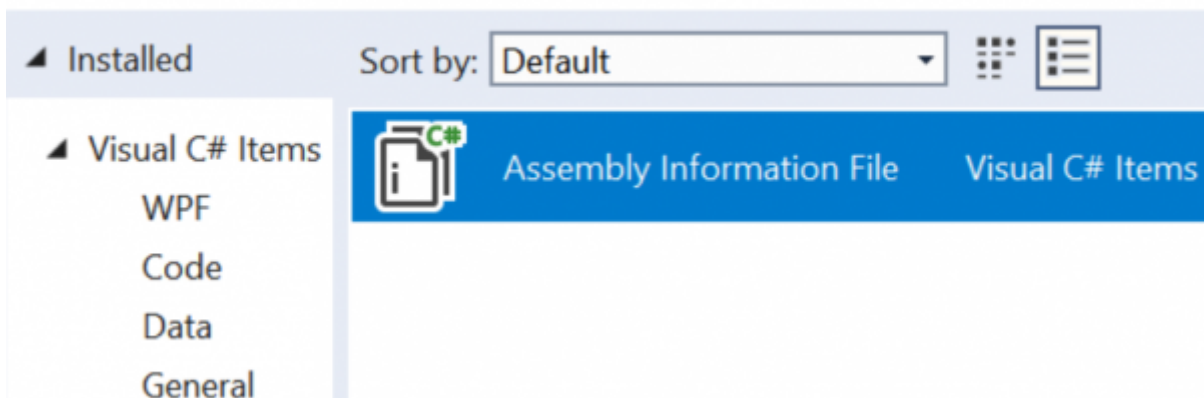 Installed
Sort by: Default
Visual C# Items
WPF
Code
Data
General
C#
i
Assembly Information File Visual C# Items